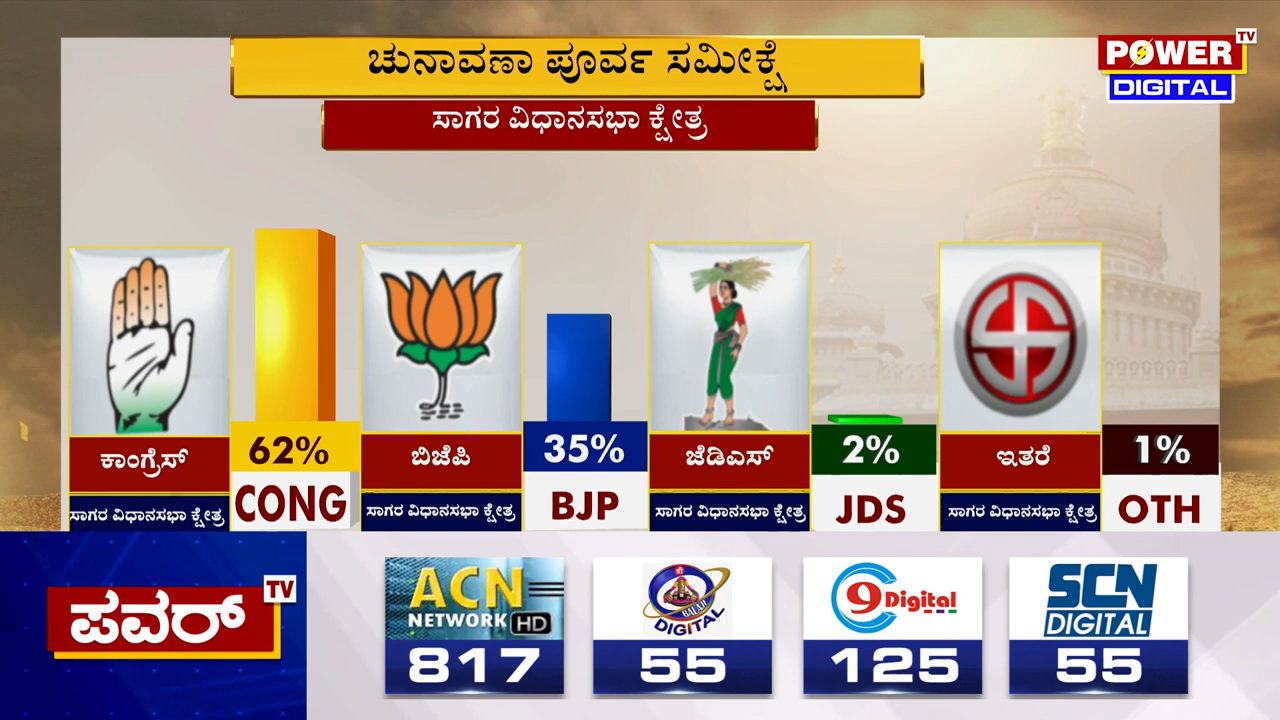 ಚುನಾವಣಾ ಪೂರ್ವ ಸಮೀಕ್ಷೆ
ಸಾಗರ ವಿಧಾನಸಭಾ ಕ್ಷೇತ್ರ
POWER TV
DIGITAL
62% 35% 2% 1%
ಕಾಂಗ್ರೆಸ್ ಬಿಜೆಪಿ ಜೆಡಿಎಸ್ ಇತರೆ
CONG BJP JDS OTH
ಸಾಗರ ವಿಧಾನಸಭಾ ಕ್ಷೇತ್ರ ಸಾಗರ ವಿಧಾನಸಭಾ ಕ್ಷೇತ್ರ ಸಾಗರ ವಿಧಾನಸಭಾ ಕ್ಷೇತ್ರ ಸಾಗರ ವಿಧಾನಸಭಾ ಕ್ಷೇತ್ರ
ಪವರ್ TV
ACN
NETWORK HD
817
BALAJI
DIGITAL
55
9 Digital
125
SCN
DIGITAL
55